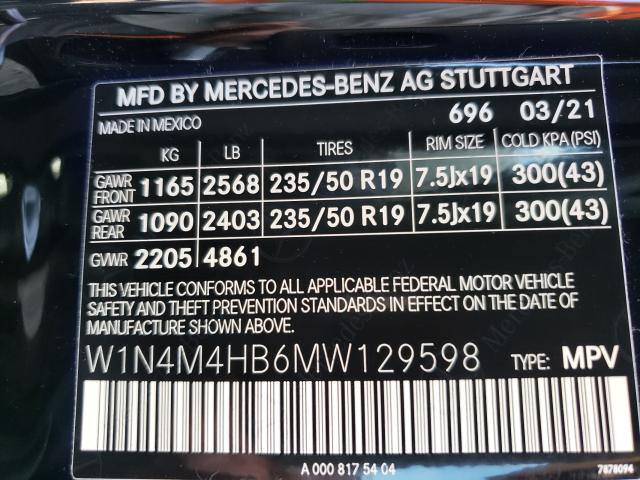 MFD BY MERCEDES-BENZ AG STUTTGART
696 03/21
MADE IN MEXICO
KG LB TIRES RIM SIZE COLD KPA(PSI)
GAWR FRONT 1165 2568 235/50 R19 7.5Jx19 300(43)
GAWR REAR 1090 2403 235/50 R19 7.5Jx19 300(43)
GVWR 2205 4861
THIS VEHICLE CONFORMS TO ALL APPLICABLE FEDERAL MOTOR VEHICLE
SAFETY AND THEFT PREVENTION STANDARDS IN EFFECT ON THE DATE OF
MANUFACTURE SHOWN ABOVE.
W1N4M4HB6MW129598 TYPE: MPV
A 000 817 54 04
7878094